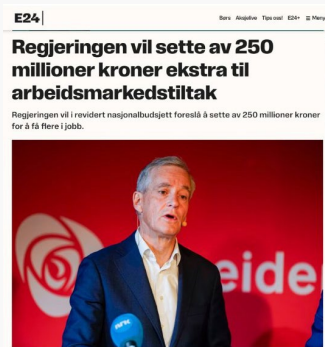 E24
Børs Aksjelive Tips oss! E24+ ≡ Meny
Regjeringen vil sette av 250
millioner kroner ekstra til
arbeidsmarkedstiltak
Regjeringen vil i revidert nasjonalbudsjett foreslå å sette av 250 millioner kroner
for å få flere i jobb.
eide
nrk